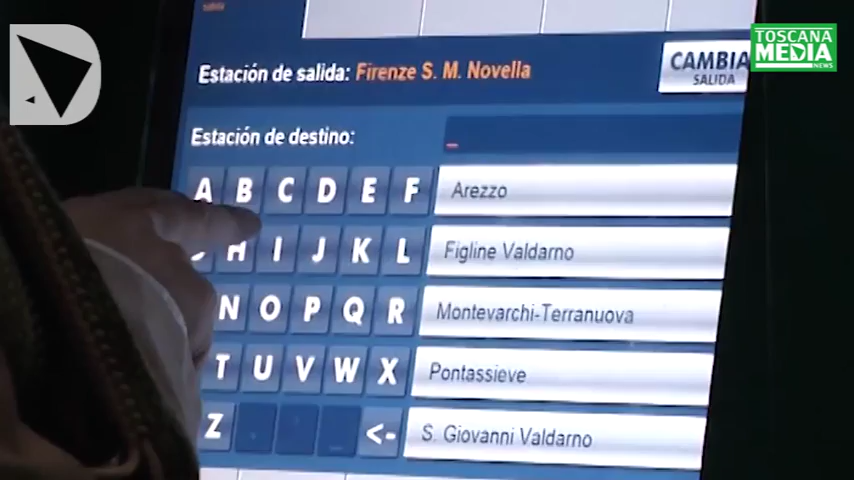 salida
TOSCANA
MEDIA
NEWS
Estación de salida: Firenze S. M. Novella
CAMBIA
SALIDA
Estación de destino: _
A B C D E F
Arezzo
H I J K L
Figline Valdarno
N O P Q R
Montevarchi-Terranuova
T U V W X
Pontassieve
Z . _ <-
S. Giovanni Valdarno